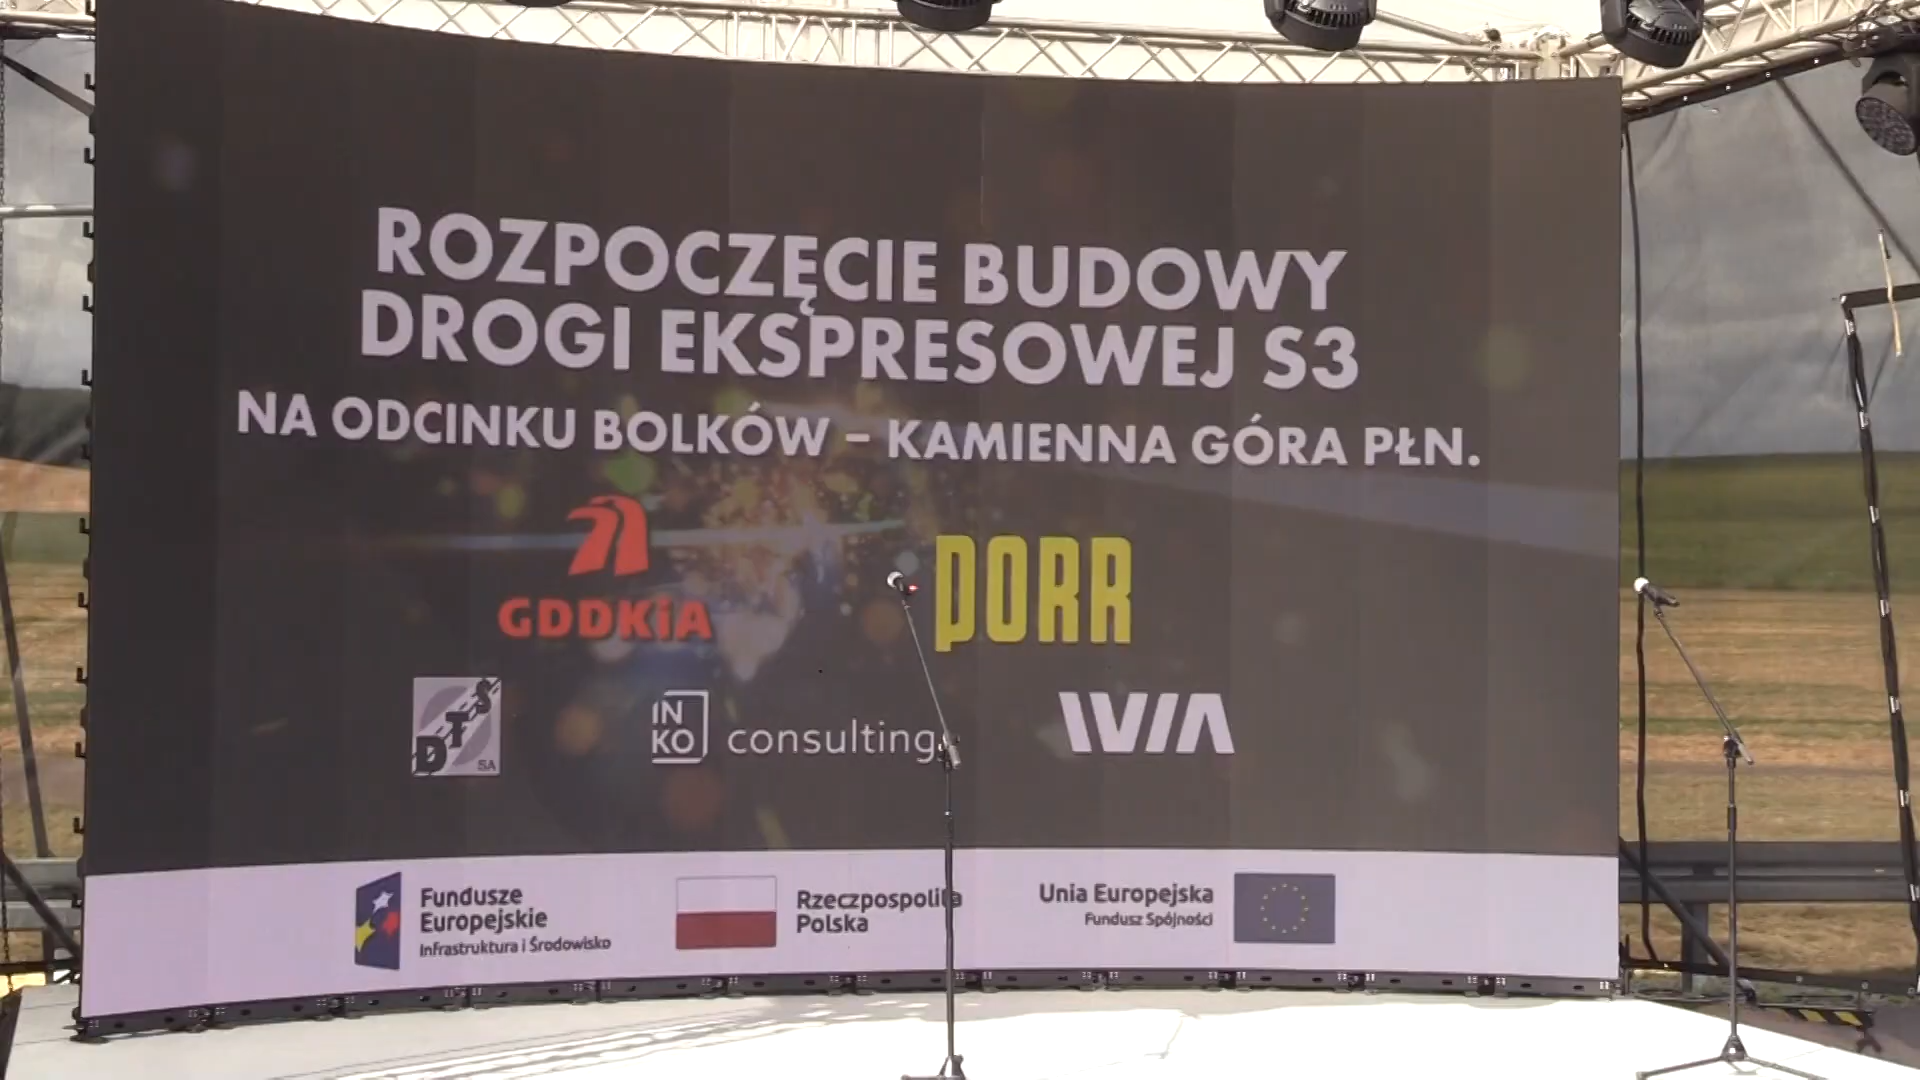 ROZPOCZĘCIE BUDOWY
DROGI EKSPRESOWEJ S3
NA ODCINKU BOLKÓW – KAMIENNA GÓRA PŁN.
GDDKiA
PORR
DTS
SA
IN
KO
consulting
IVIA
Fundusze
Europejskie
Infrastruktura i Środowisko
Rzeczpospolita
Polska
Unia Europejska
Fundusz Spójności